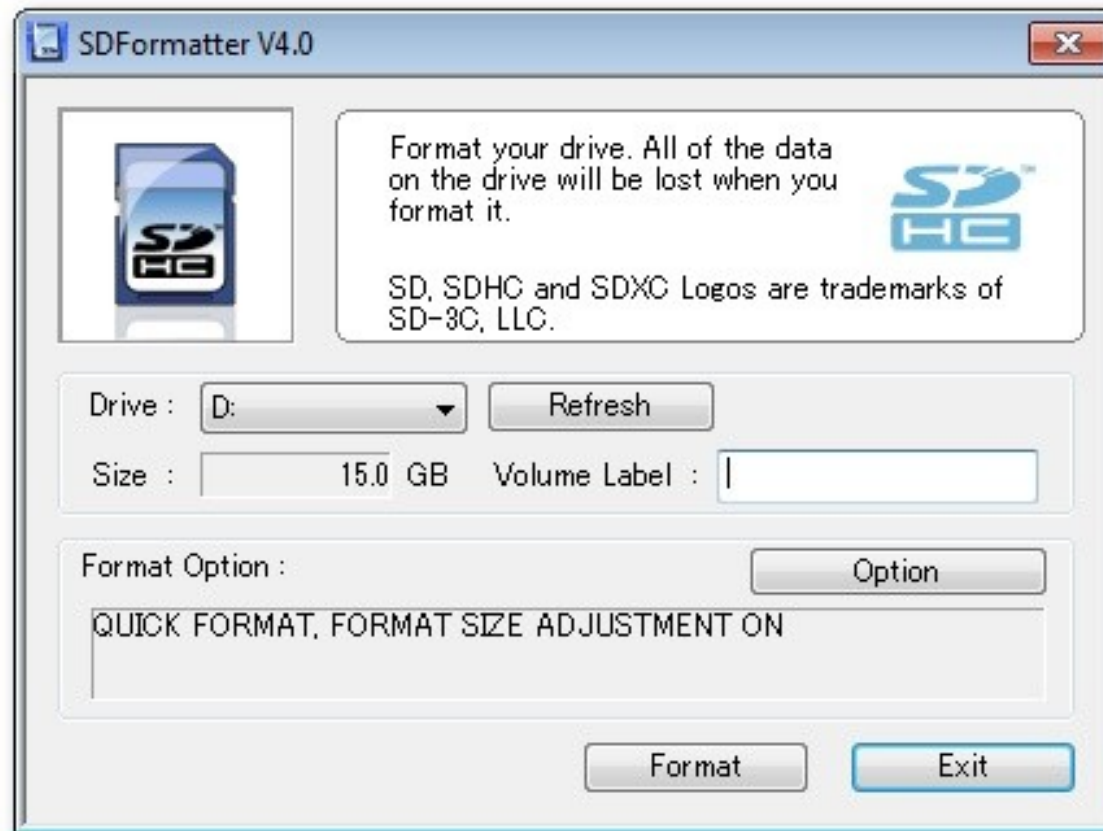 SDFormatter V4.0
Format your drive. All of the data
on the drive will be lost when you
format it.
SD HC
SD HC
SD, SDHC and SDXC Logos are trademarks of
SD-3C, LLC.
Drive : D: Refresh
Size : 15.0 GB Volume Label :
Format Option :
Option
QUICK FORMAT, FORMAT SIZE ADJUSTMENT ON
Format Exit